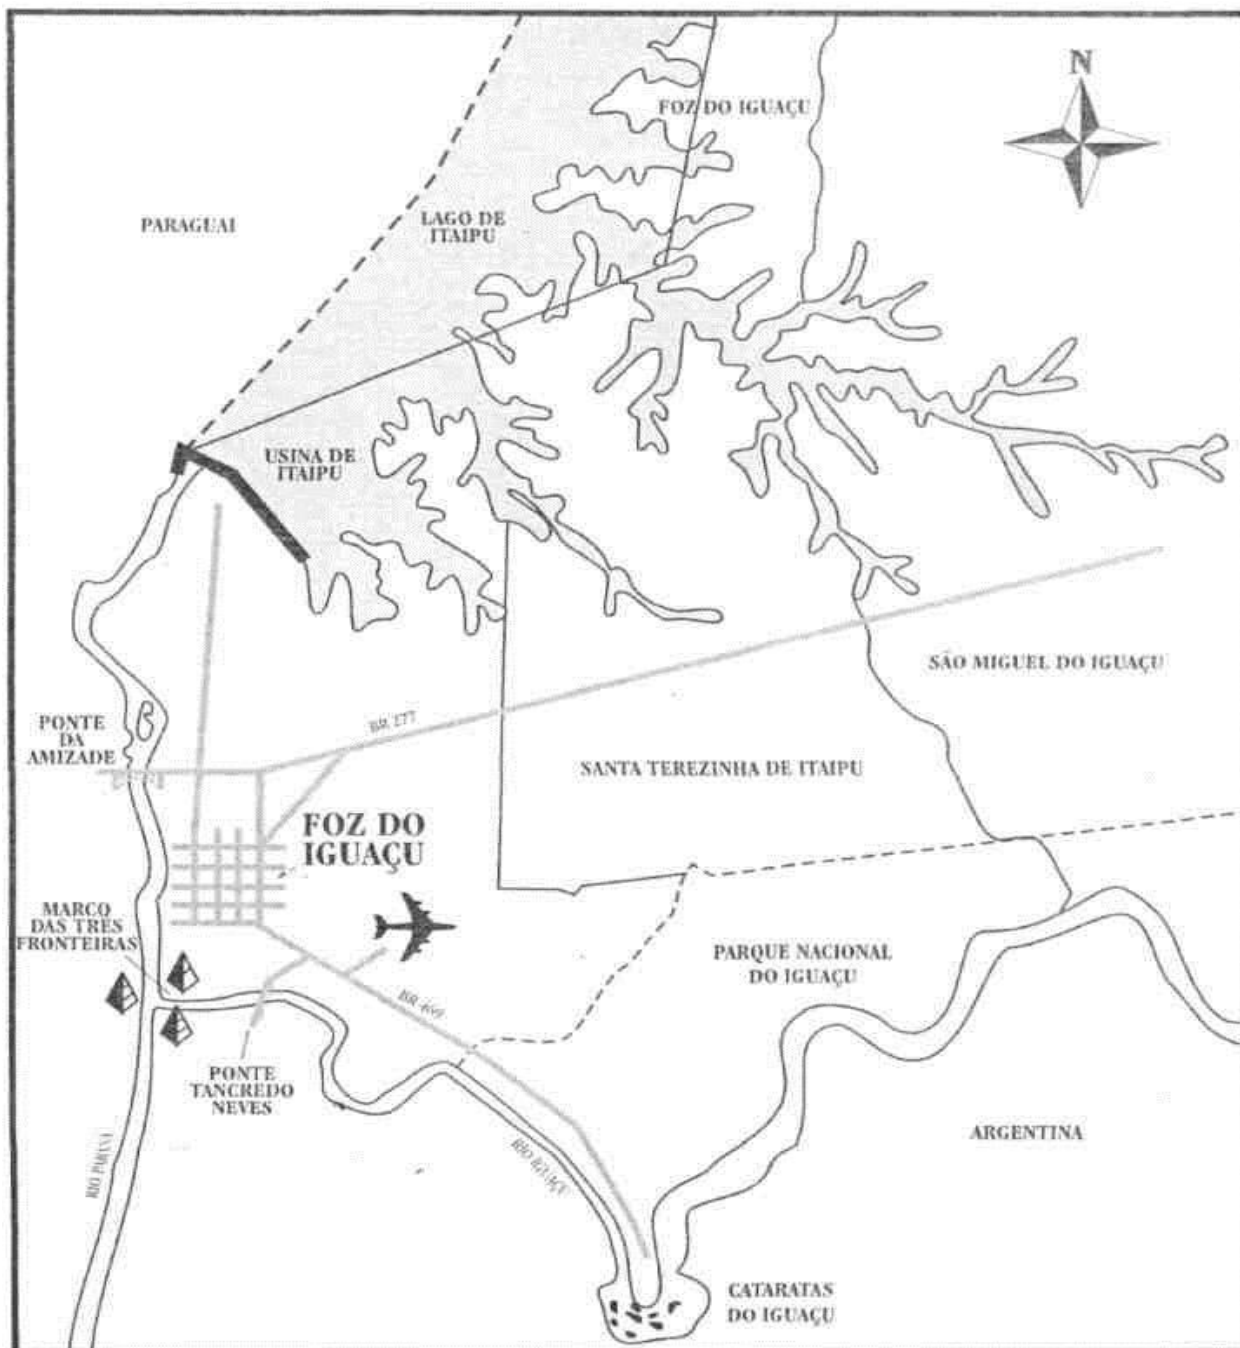 N
FOZ DO IGUAÇU
PARAGUAI
LAGO DE
ITAIPU
USINA DE
ITAIPU
SÃO MIGUEL DO IGUAÇU
BR 277
PONTE
DA
AMIZADE
SANTA TEREZINHA DE ITAIPU
FOZ DO
IGUAÇU
MARCO
DAS TRES
FRONTEIRAS
PARQUE NACIONAL
DO IGUAÇU
BR 469
PONTE
TANCREDO
NEVES
ARGENTINA
RIO PARANÁ
RIO IGUAÇU
CATARATAS
DO IGUAÇU